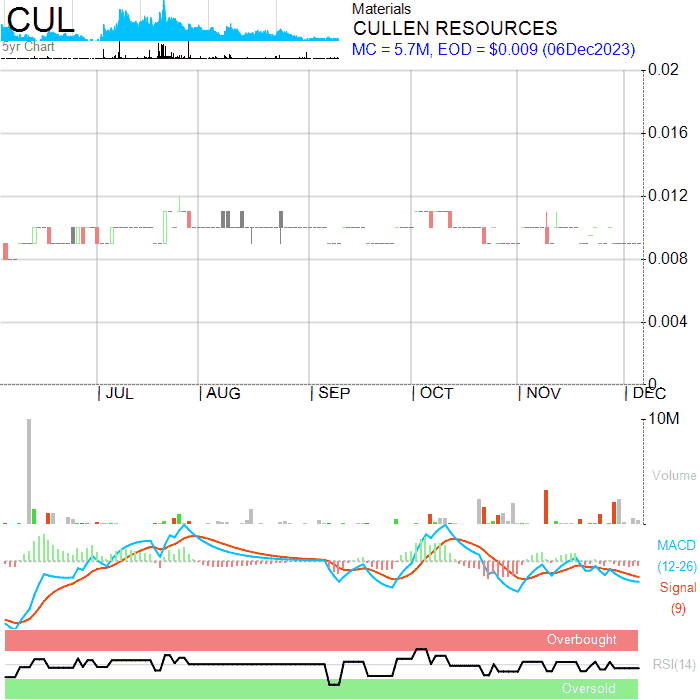 CUL
5yr Chart
Materials
CULLEN RESOURCES
MC = 5.7M, EOD = $0.009 (06Dec2023)
0.02
0.016
0.012
0.008
0.004
0
JUL AUG SEP OCT NOV DEC
10M
Volume
MACD
(12-26)
Signal
(9)
Overbought
RSI(14)
Oversold